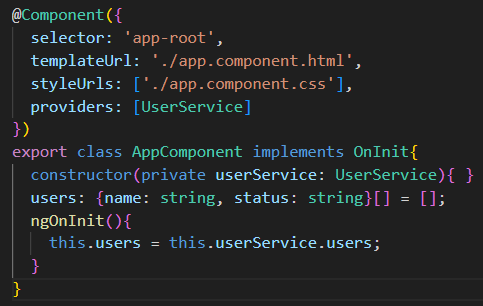 @Component({
  selector: 'app-root',
  templateUrl: './app.component.html',
  styleUrls: ['./app.component.css'],
  providers: [UserService]
})
export class AppComponent implements OnInit{
  constructor(private userService: UserService){ }
  users: {name: string, status: string}[] = [];
  ngOnInit(){
    this.users = this.userService.users;
  }
}